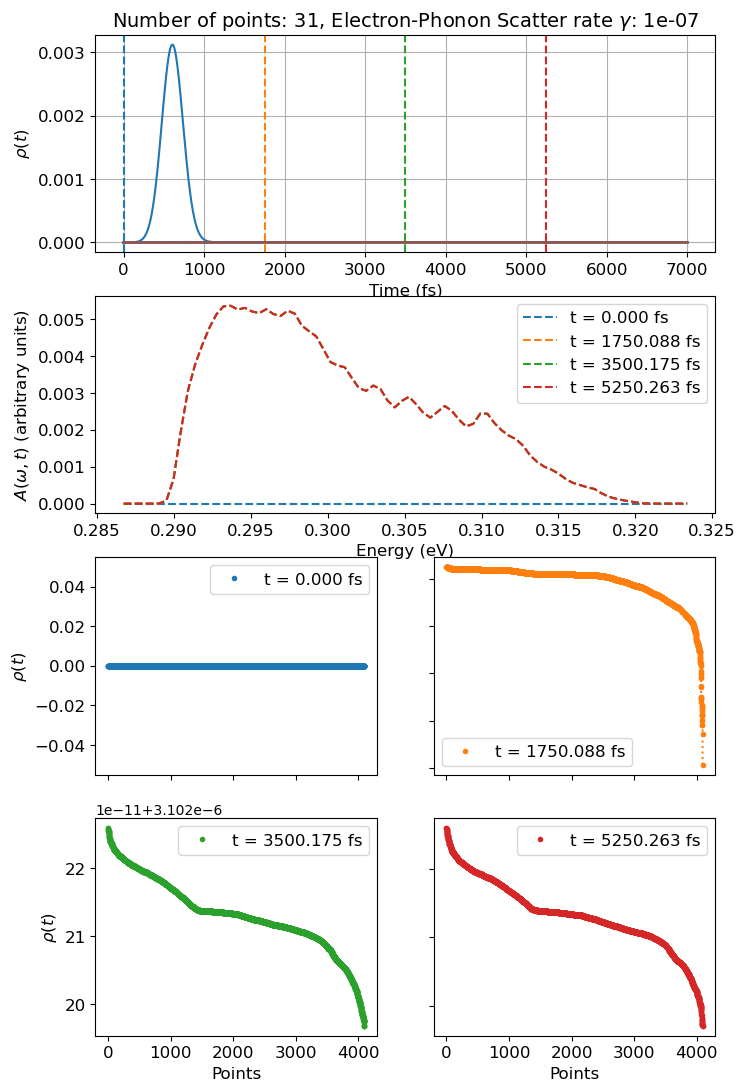 Number of points: 31, Electron-Phonon Scatter rate γ: 1e-07
ρ(t)
0.003
0.002
0.001
0.000
0 1000 2000 3000 4000 5000 6000 7000
Time (fs)
A(ω, t) (arbitrary units)
0.005
0.004
0.003
0.002
0.001
0.000
t = 0.000 fs
t = 1750.088 fs
t = 3500.175 fs
t = 5250.263 fs
0.285 0.290 0.295 0.300 0.305 0.310 0.315 0.320 0.325
Energy (eV)
ρ(t)
0.04
0.02
0.00
−0.02
−0.04
t = 0.000 fs
t = 1750.088 fs
1e−11+3.102e−6
ρ(t)
22
21
20
t = 3500.175 fs
t = 5250.263 fs
0 1000 2000 3000 4000
Points
0 1000 2000 3000 4000
Points